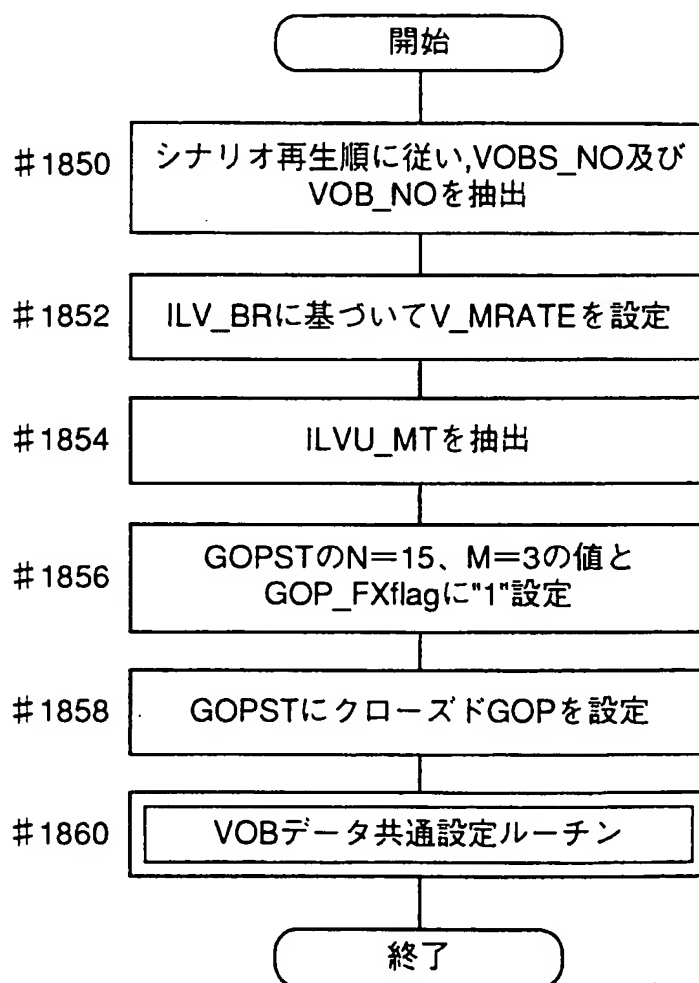 開始
#1850
シナリオ再生順に従い,VOBS_NO及び
VOB_NOを抽出
#1852
ILV_BRに基づいてV_MRATEを設定
#1854
ILVU_MTを抽出
#1856
GOPSTのN=15、M=3の値と
GOP_FXflagに"1"設定
#1858
GOPSTにクローズドGOPを設定
#1860
VOBデータ共通設定ルーチン
終了